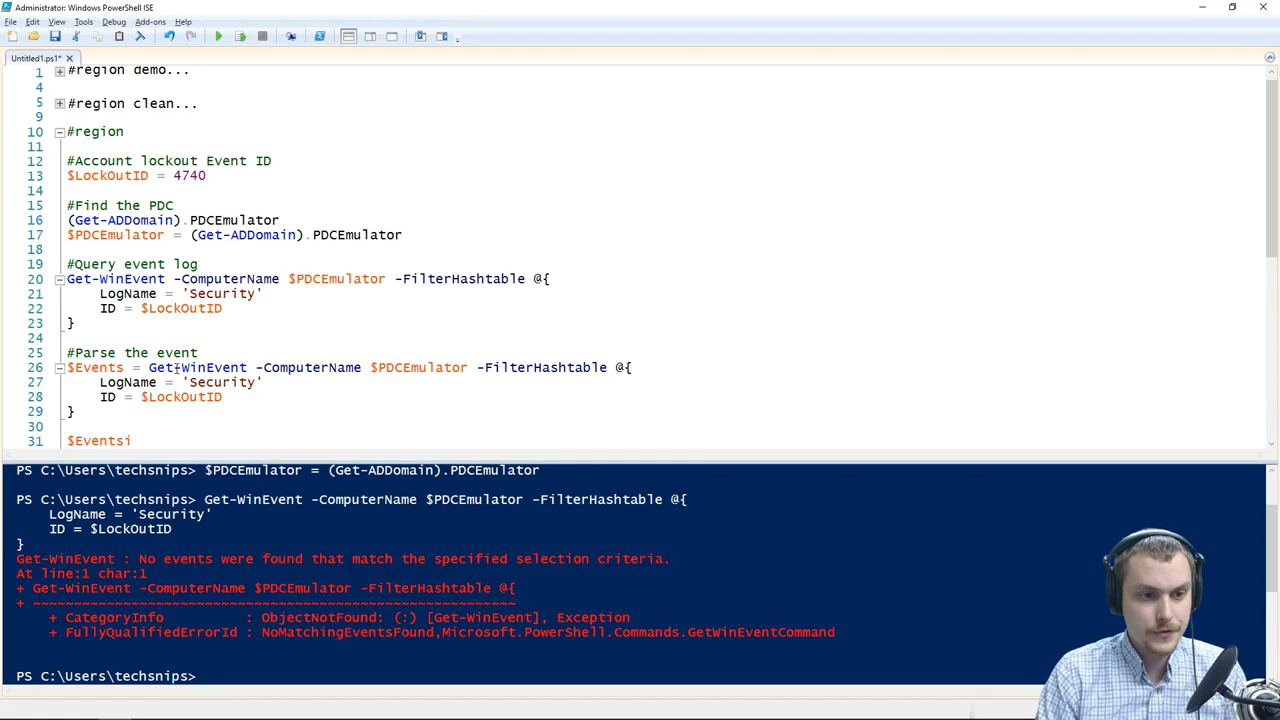 Administrator: Windows PowerShell ISE
File Edit View Tools Debug Add-ons Help
Untitled1.ps1*
1 #region demo...
4
5 #region clean...
9
10 #region
11
12 #Account lockout Event ID
13 $LockOutID = 4740
14
15 #Find the PDC
16 (Get-ADDomain).PDCEmulator
17 $PDCEmulator = (Get-ADDomain).PDCEmulator
18
19 #Query event log
20 Get-WinEvent -ComputerName $PDCEmulator -FilterHashtable @{
21 LogName = 'Security'
22 ID = $LockOutID
23 }
24
25 #Parse the event
26 $Events = Get-WinEvent -ComputerName $PDCEmulator -FilterHashtable @{
27 LogName = 'Security'
28 ID = $LockOutID
29 }
30
31 $Eventsi
PS C:\Users\techsnips> $PDCEmulator = (Get-ADDomain).PDCEmulator
PS C:\Users\techsnips> Get-WinEvent -ComputerName $PDCEmulator -FilterHashtable @{
LogName = 'Security'
ID = $LockOutID
}
Get-WinEvent : No events were found that match the specified selection criteria.
At line:1 char:1
+ Get-WinEvent -ComputerName $PDCEmulator -FilterHashtable @{
+ ~~~~~~~~~~~~~~~~~~~~~~~~~~~~~~~~~~~~~~~~~~~~~~~~~~~~~~~~~~~
+ CategoryInfo : ObjectNotFound: (:) [Get-WinEvent], Exception
+ FullyQualifiedErrorId : NoMatchingEventsFound,Microsoft.PowerShell.Commands.GetWinEventCommand
PS C:\Users\techsnips>